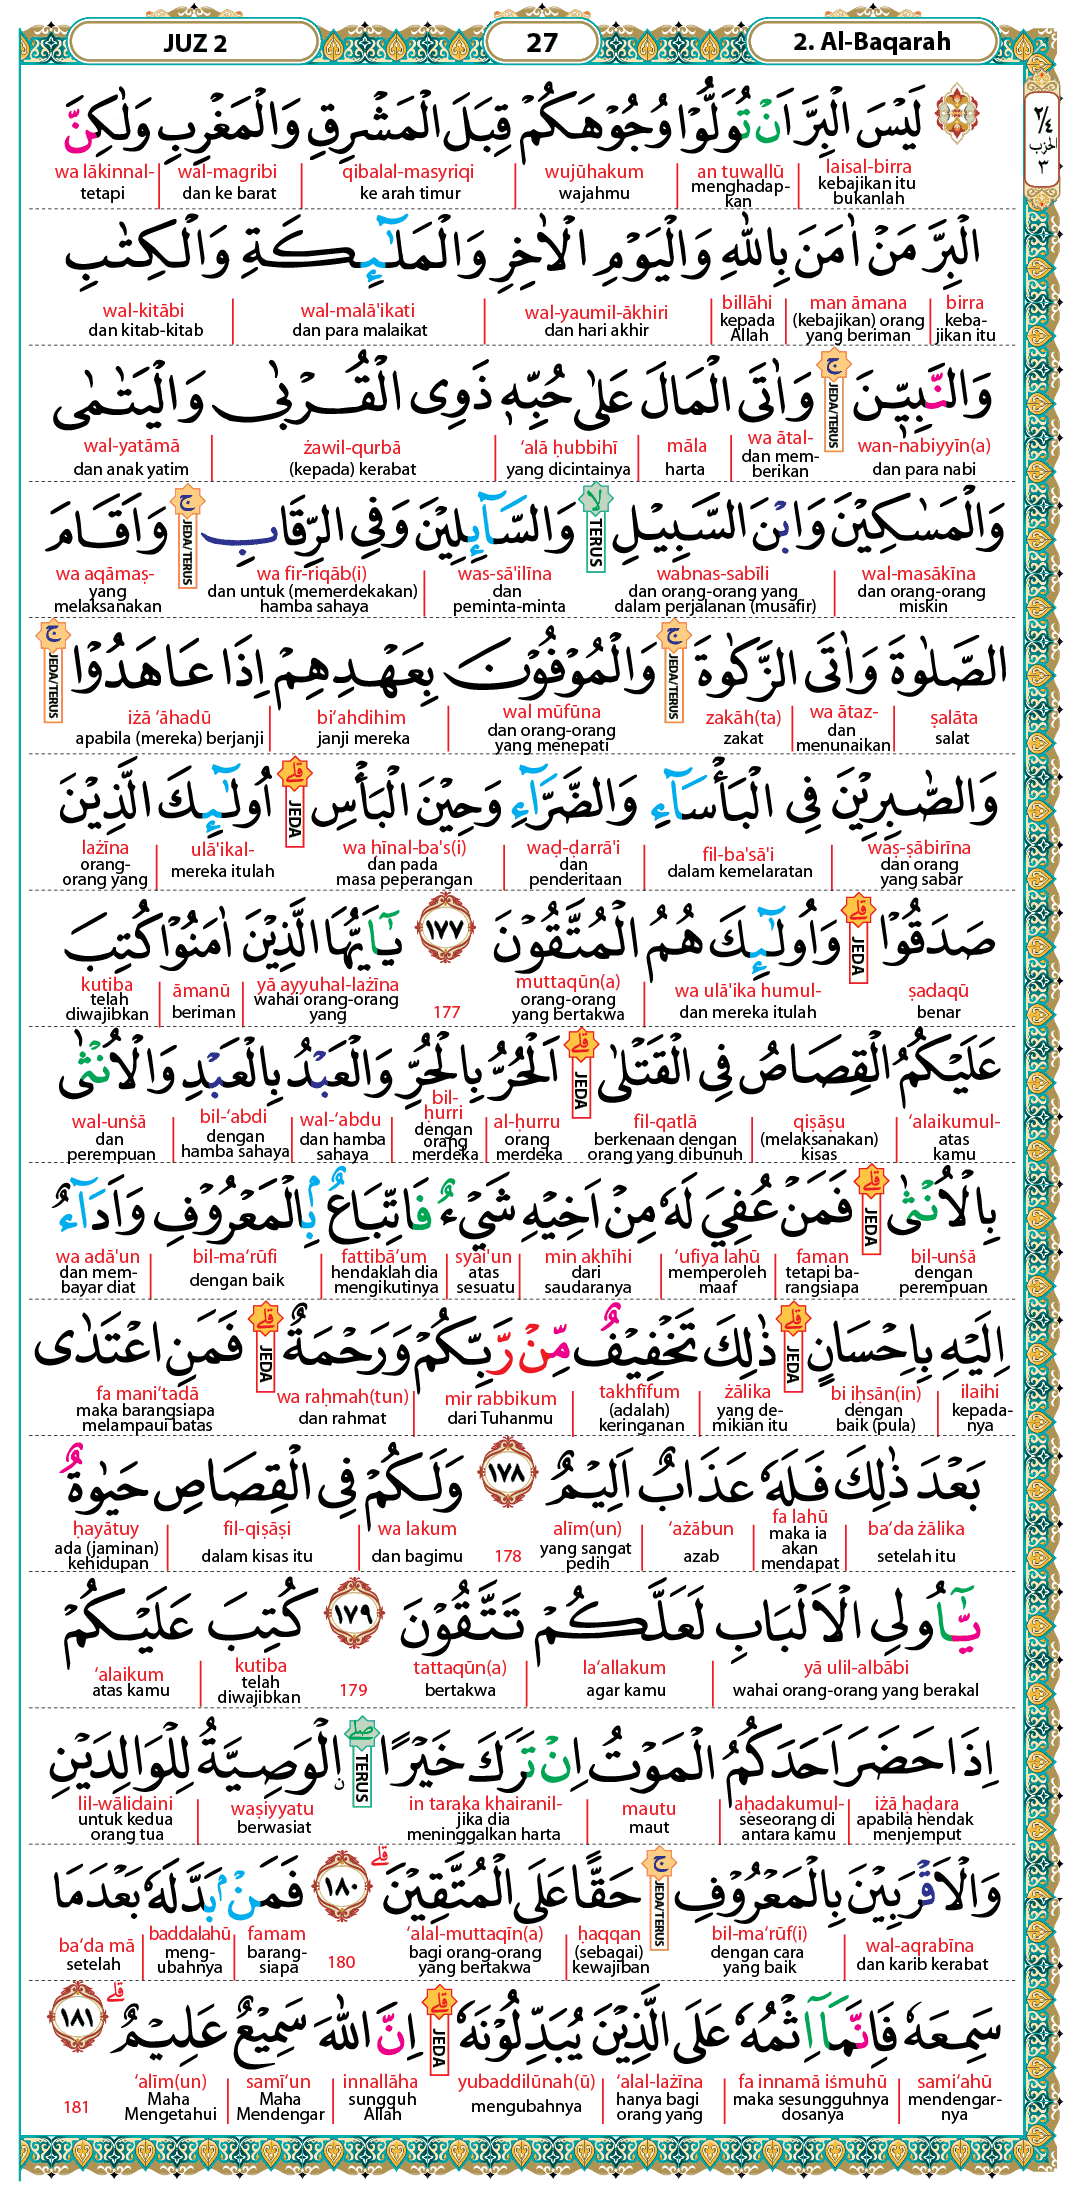 JUZ 2
27
2. Al-Baqarah
٢/٤
الحزب
٣
لَيْسَ الْبِرَّ اَنْ تُوَلُّوْا وُجُوْهَكُمْ قِبَلَ الْمَشْرِقِ وَالْمَغْرِبِ وَلٰكِنَّ
laisal-birra an tuwallū wujūhakum qibalal-masyriqi wal-magribi wa lākinnal-
kebajikan itu bukanlah menghadap-kan wajahmu ke arah timur dan ke barat tetapi
الْبِرَّ مَنْ اٰمَنَ بِاللّٰهِ وَالْيَوْمِ الْاٰخِرِ وَالْمَلٰۤىِٕكَةِ وَالْكِتٰبِ
birra man āmana billāhi wal-yaumil-ākhiri wal-malā'ikati wal-kitābi
keba-jikan itu (kebajikan) orang yang beriman kepada Allah dan hari akhir dan para malaikat dan kitab-kitab
وَالنَّبِيّٖنَ ۚ JEDA/TERUS وَاٰتَى الْمَالَ عَلٰى حُبِّهٖ ذَوِى الْقُرْبٰى وَالْيَتٰمٰى
wan-nabiyyīn(a) wa ātal- māla ‘alā ḥubbihī żawil-qurbā wal-yatāmā
dan para nabi dan mem-berikan harta yang dicintainya (kepada) kerabat dan anak yatim
وَالْمَسٰكِيْنَ وَابْنَ السَّبِيْلِ ۙ TERUS وَالسَّاۤىِٕلِيْنَ وَفِى الرِّقَابِ ۚ JEDA/TERUS وَاَقَامَ
wal-masākīna wabnas-sabīli was-sā'ilīna wa fir-riqāb(i) wa aqāmaṣ-
dan orang-orang miskin dan orang-orang yang dalam perjalanan (musafir) dan peminta-minta dan untuk (memerdekakan) hamba sahaya yang melaksanakan
الصَّلٰوةَ وَاٰتَى الزَّكٰوةَ ۚ JEDA/TERUS وَالْمُوْفُوْنَ بِعَهْدِهِمْ اِذَا عَاهَدُوْا ۚ JEDA/TERUS
ṣalāta wa ātaz- zakāh(ta) wal mūfūna bi‘ahdihim iżā ‘āhadū
salat dan menunaikan zakat dan orang-orang yang menepati janji mereka apabila (mereka) berjanji
وَالصّٰبِرِيْنَ فِى الْبَأْسَاۤءِ وَالضَّرَّاۤءِ وَحِيْنَ الْبَأْسِ ۗ JEDA اُولٰۤىِٕكَ الَّذِيْنَ
waṣ-ṣābirīna fil-ba'sā'i waḍ-ḍarrā'i wa ḥīnal-ba's(i) ulā'ikal- lażīna
dan orang yang sabar dalam kemelaratan dan penderitaan dan pada masa peperangan mereka itulah orang-orang yang
صَدَقُوْا ۗ JEDA وَاُولٰۤىِٕكَ هُمُ الْمُتَّقُوْنَ ١٧٧ يٰٓاَيُّهَا الَّذِيْنَ اٰمَنُوْا كُتِبَ
ṣadaqū wa ulā'ika humul- muttaqūn(a) 177 yā ayyuhal-lażīna āmanū kutiba
benar dan mereka itulah orang-orang yang bertakwa wahai orang-orang yang beriman telah diwajibkan
عَلَيْكُمُ الْقِصَاصُ فِى الْقَتْلٰى ۗ JEDA اَلْحُرُّ بِالْحُرِّ وَالْعَبْدُ بِالْعَبْدِ وَالْاُنْثٰى
‘alaikumul- qiṣāṣu fil-qatlā al-ḥurru bil-ḥurri wal-‘abdu bil-‘abdi wal-unṡā
atas kamu (melaksanakan) kisas berkenaan dengan orang yang dibunuh orang merdeka dengan orang merdeka dan hamba sahaya dengan hamba sahaya dan perempuan
بِالْاُنْثٰى ۗ JEDA فَمَنْ عُفِيَ لَهٗ مِنْ اَخِيْهِ شَيْءٌ فَاتِّبَاعٌ ۢ بِالْمَعْرُوْفِ وَاَدَاۤءٌ
bil-unṡā faman ‘ufiya lahū min akhīhi syai'un fattibā‘um bil-ma‘rūfi wa adā'un
dengan perempuan tetapi ba-rangsiapa memperoleh maaf dari saudaranya atas sesuatu hendaklah dia mengikutinya dengan baik dan mem-bayar diat
اِلَيْهِ بِاِحْسَانٍ ۗ JEDA ذٰلِكَ تَخْفِيْفٌ مِّنْ رَّبِّكُمْ وَرَحْمَةٌ ۗ JEDA فَمَنِ اعْتَدٰى
ilaihi bi iḥsān(in) żālika takhfīfum mir rabbikum wa raḥmah(tun) fa mani‘tadā
kepada-nya dengan baik (pula) yang de-mikian itu (adalah) keringanan dari Tuhanmu dan rahmat maka barangsiapa melampaui batas
بَعْدَ ذٰلِكَ فَلَهٗ عَذَابٌ اَلِيْمٌ ١٧٨ وَلَكُمْ فِى الْقِصَاصِ حَيٰوةٌ
ba‘da żālika fa lahū ‘ażābun alīm(un) 178 wa lakum fil-qiṣāṣi ḥayātuy
setelah itu maka ia akan mendapat azab yang sangat pedih dan bagimu dalam kisas itu ada (jaminan) kehidupan
يّٰٓاُولِى الْاَلْبَابِ لَعَلَّكُمْ تَتَّقُوْنَ ١٧٩ كُتِبَ عَلَيْكُمْ
yā ulil-albābi la‘allakum tattaqūn(a) 179 kutiba ‘alaikum
wahai orang-orang yang berakal agar kamu bertakwa telah diwajibkan atas kamu
اِذَا حَضَرَ اَحَدَكُمُ الْمَوْتُ اِنْ تَرَكَ خَيْرًا ۖ TERUS ۨالْوَصِيَّةُ لِلْوَالِدَيْنِ
iżā ḥaḍara aḥadakumul- mautu in taraka khairanil- waṣiyyatu lil-wālidaini
apabila hendak menjemput seseorang di antara kamu maut jika dia meninggalkan harta berwasiat untuk kedua orang tua
وَالْاَقْرَبِيْنَ بِالْمَعْرُوْفِ ۚ JEDA/TERUS حَقًّا عَلَى الْمُتَّقِيْنَ ۗ ١٨٠ فَمَنْۢ بَدَّلَهٗ بَعْدَمَا
wal-aqrabīna bil-ma‘rūf(i) ḥaqqan ‘alal-muttaqīn(a) 180 famam baddalahū ba‘da mā
dan karib kerabat dengan cara yang baik (sebagai) kewajiban bagi orang-orang yang bertakwa barang-siapa meng-ubahnya setelah
سَمِعَهٗ فَاِنَّمَآ اِثْمُهٗ عَلَى الَّذِيْنَ يُبَدِّلُوْنَهٗ ۗ JEDA اِنَّ اللّٰهَ سَمِيْعٌ عَلِيْمٌ ۗ ١٨١
sami‘ahū fa innamā iṡmuhū ‘alal-lażīna yubaddilūnah(ū) innallāha samī‘un ‘alīm(un) 181
mendengar-nya maka sesungguhnya dosanya hanya bagi orang yang mengubahnya sungguh Allah Maha Mendengar Maha Mengetahui